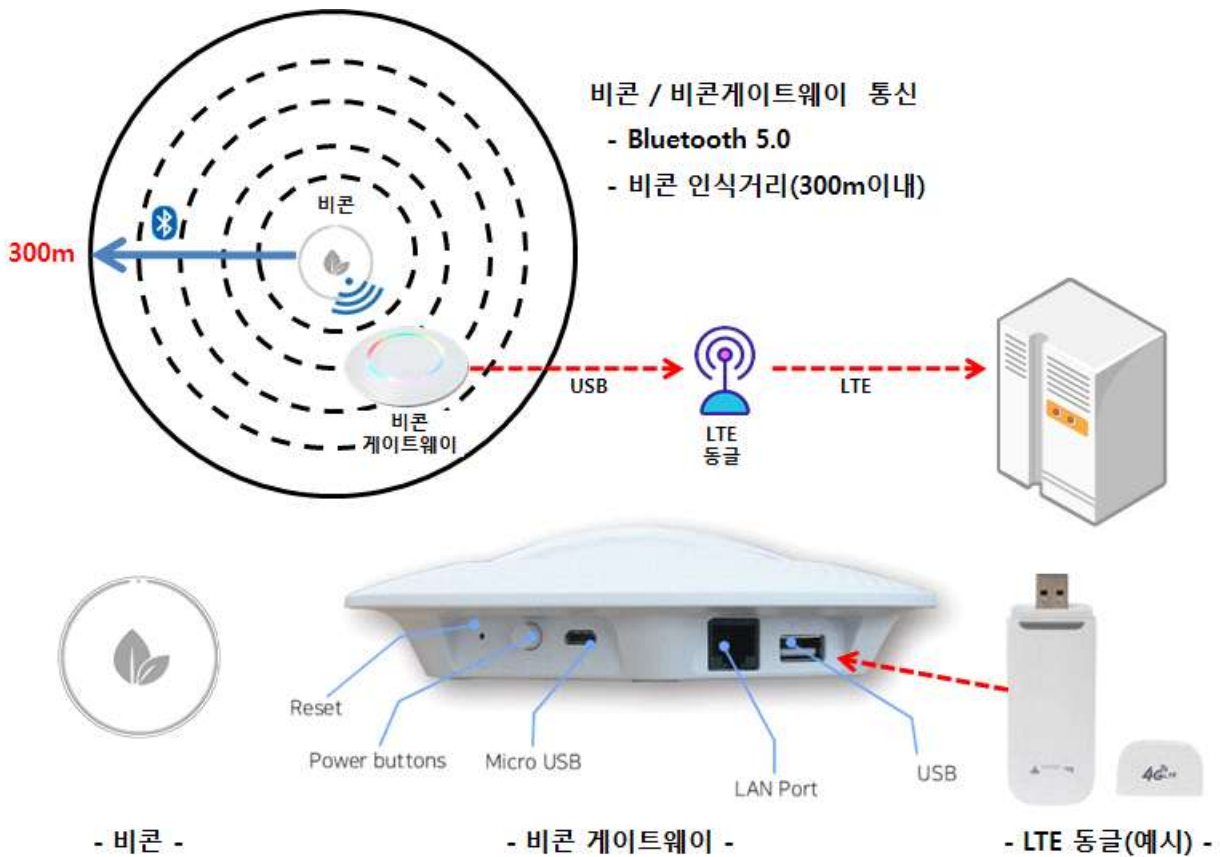 비콘 / 비콘게이트웨이 통신
- Bluetooth 5.0
- 비콘 인식거리(300m이내)
비콘
300m
비콘
게이트웨이
USB
LTE
동글
LTE
Reset
Power buttons
Micro USB
LAN Port
USB
4G LTE
- 비콘 -
- 비콘 게이트웨이 -
- LTE 동글(예시) -